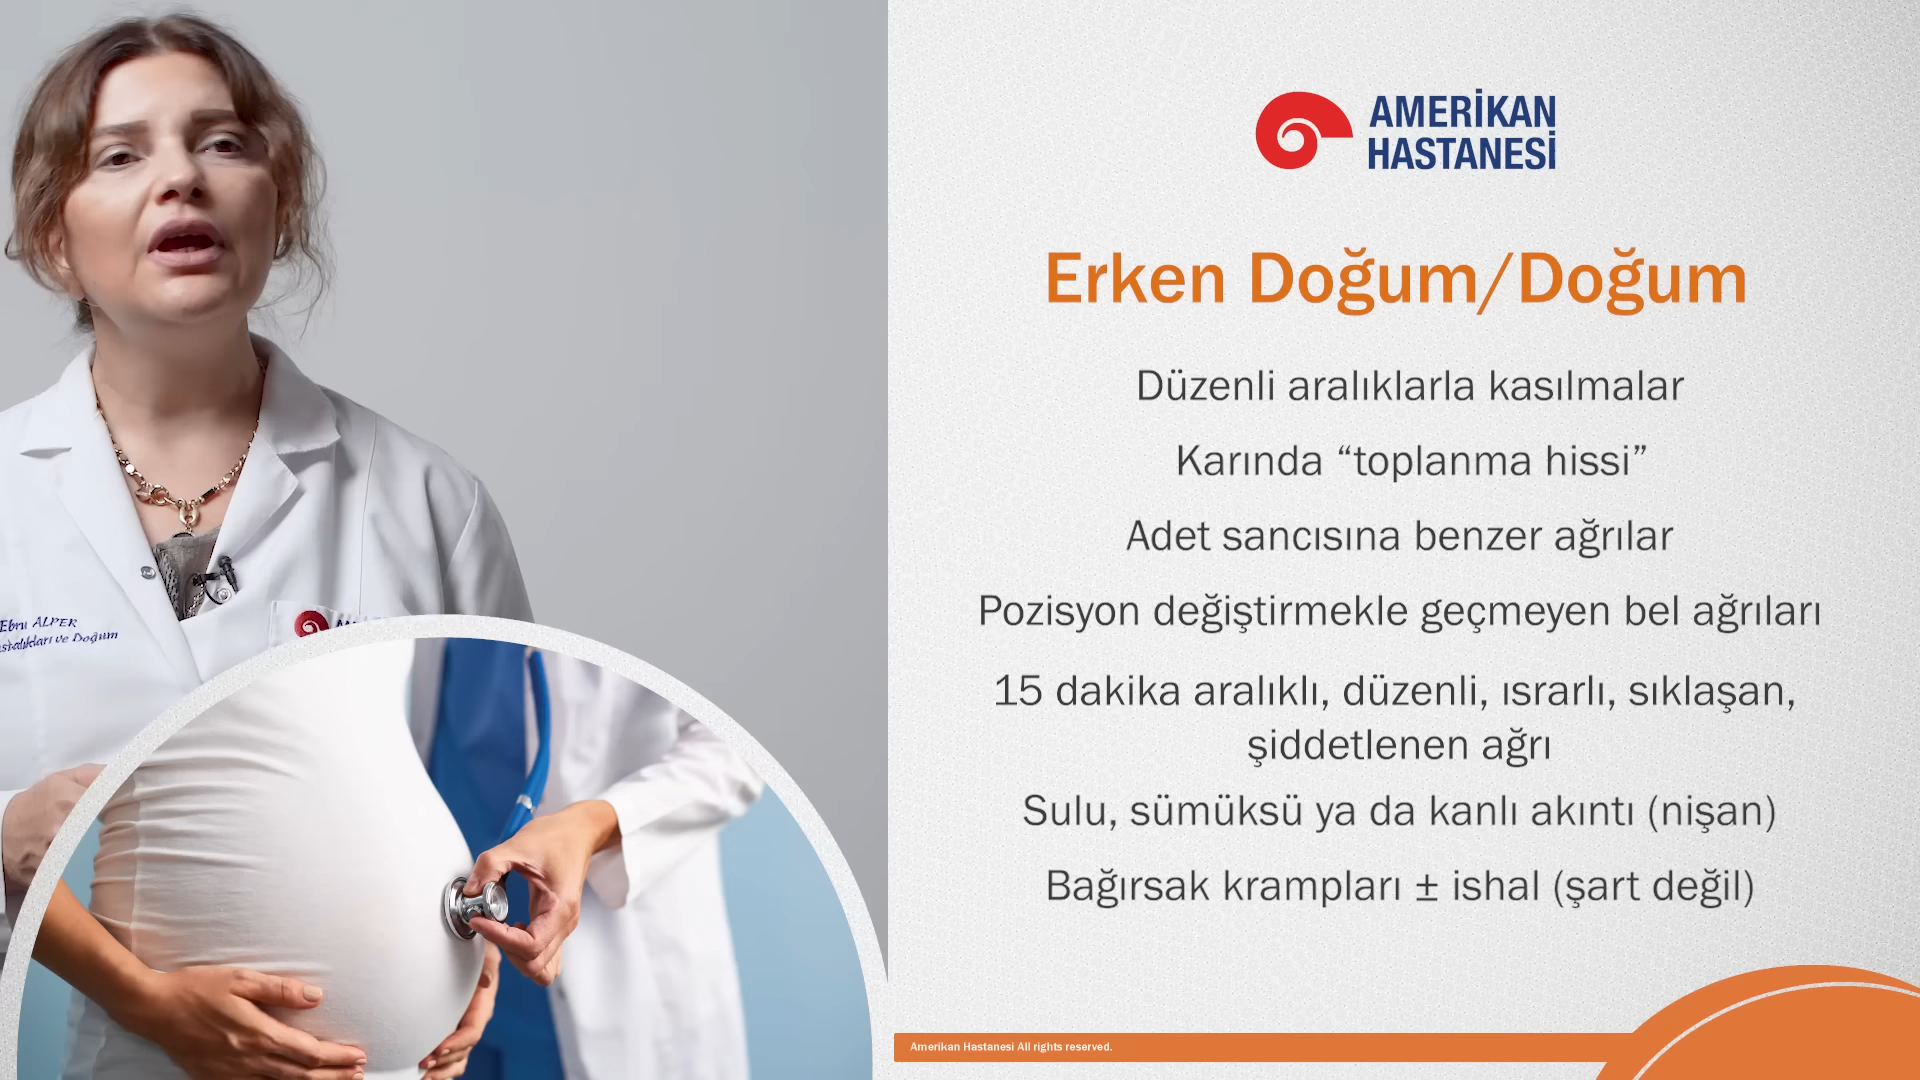 AMERİKAN
HASTANESİ
Erken Doğum/Doğum
Düzenli aralıklarla kasılmalar
Karında “toplanma hissi”
Adet sancısına benzer ağrılar
Pozisyon değiştirmekle geçmeyen bel ağrıları
15 dakika aralıklı, düzenli, ısrarlı, sıklaşan,
şiddetlenen ağrı
Sulu, sümüksü ya da kanlı akıntı (nişan)
Bağırsak krampları ± ishal (şart değil)
Ebru ALPER
ve Doğum
Amerikan Hastanesi All rights reserved.